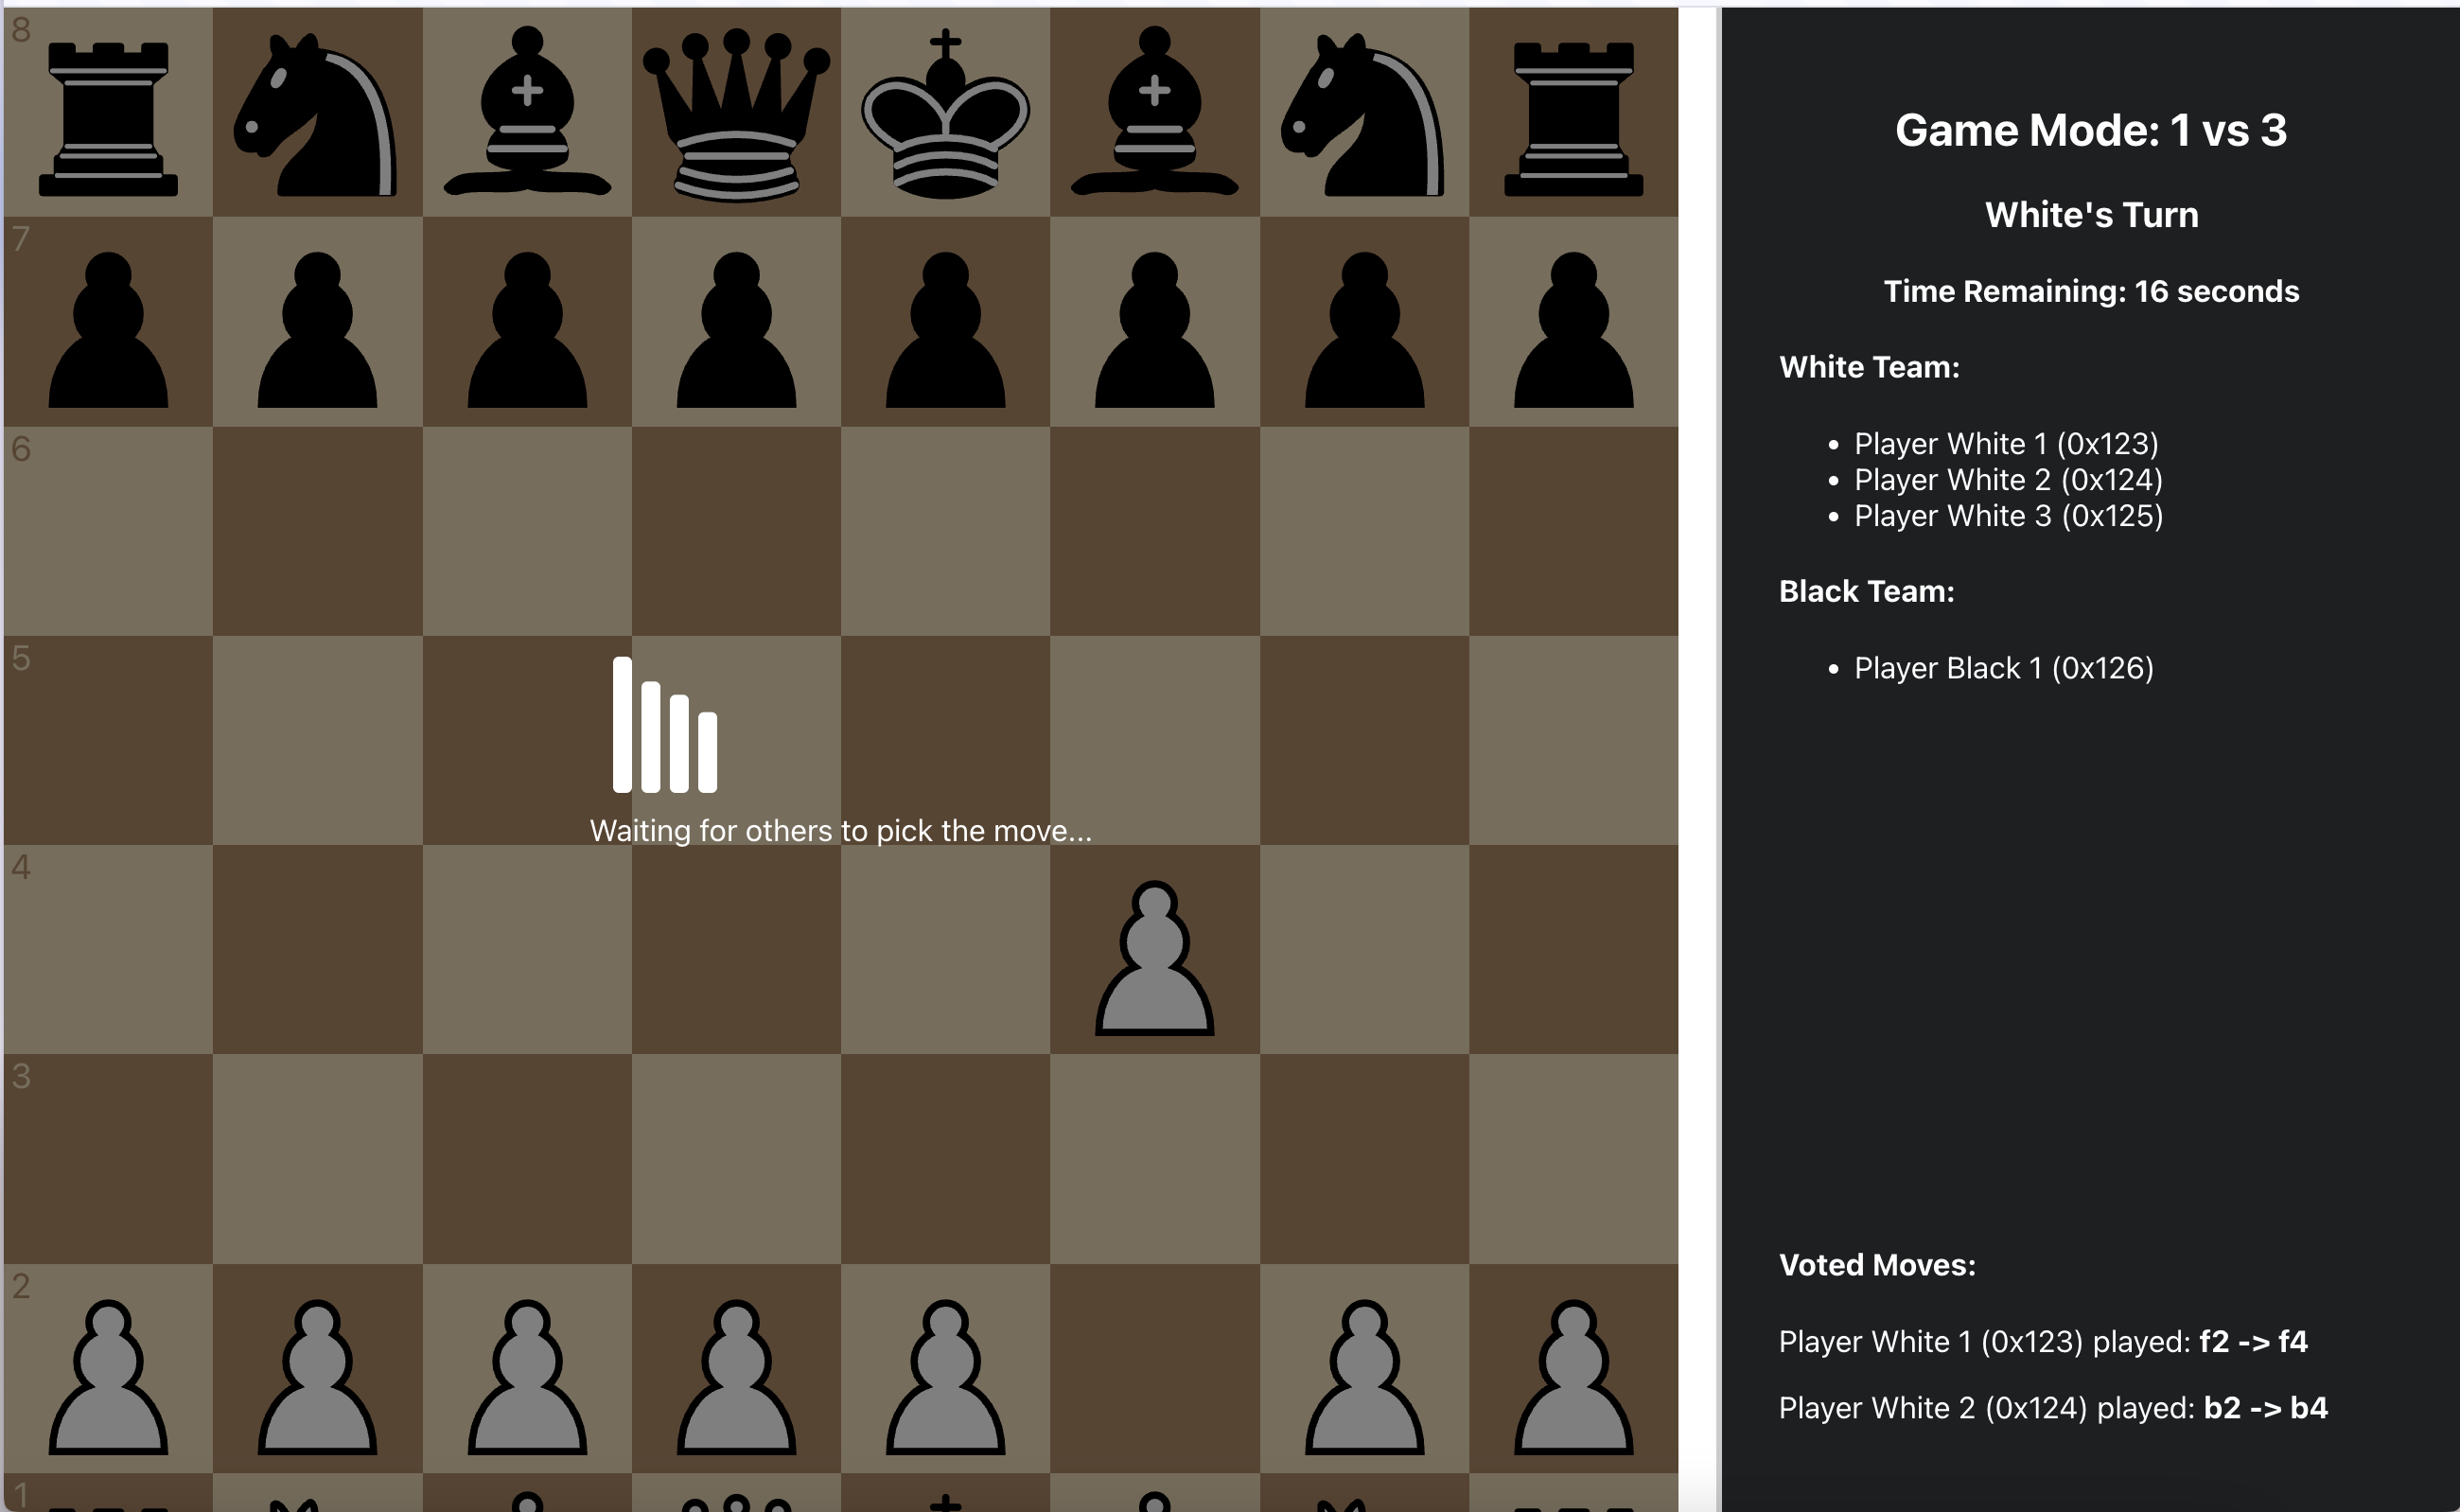 8
7
6
5
Waiting for others to pick the move...
4
3
2
1
Game Mode: 1 vs 3
White's Turn
Time Remaining: 16 seconds
White Team:
Player White 1 (0x123)
Player White 2 (0x124)
Player White 3 (0x125)
Black Team:
Player Black 1 (0x126)
Voted Moves:
Player White 1 (0x123) played: f2 -> f4
Player White 2 (0x124) played: b2 -> b4